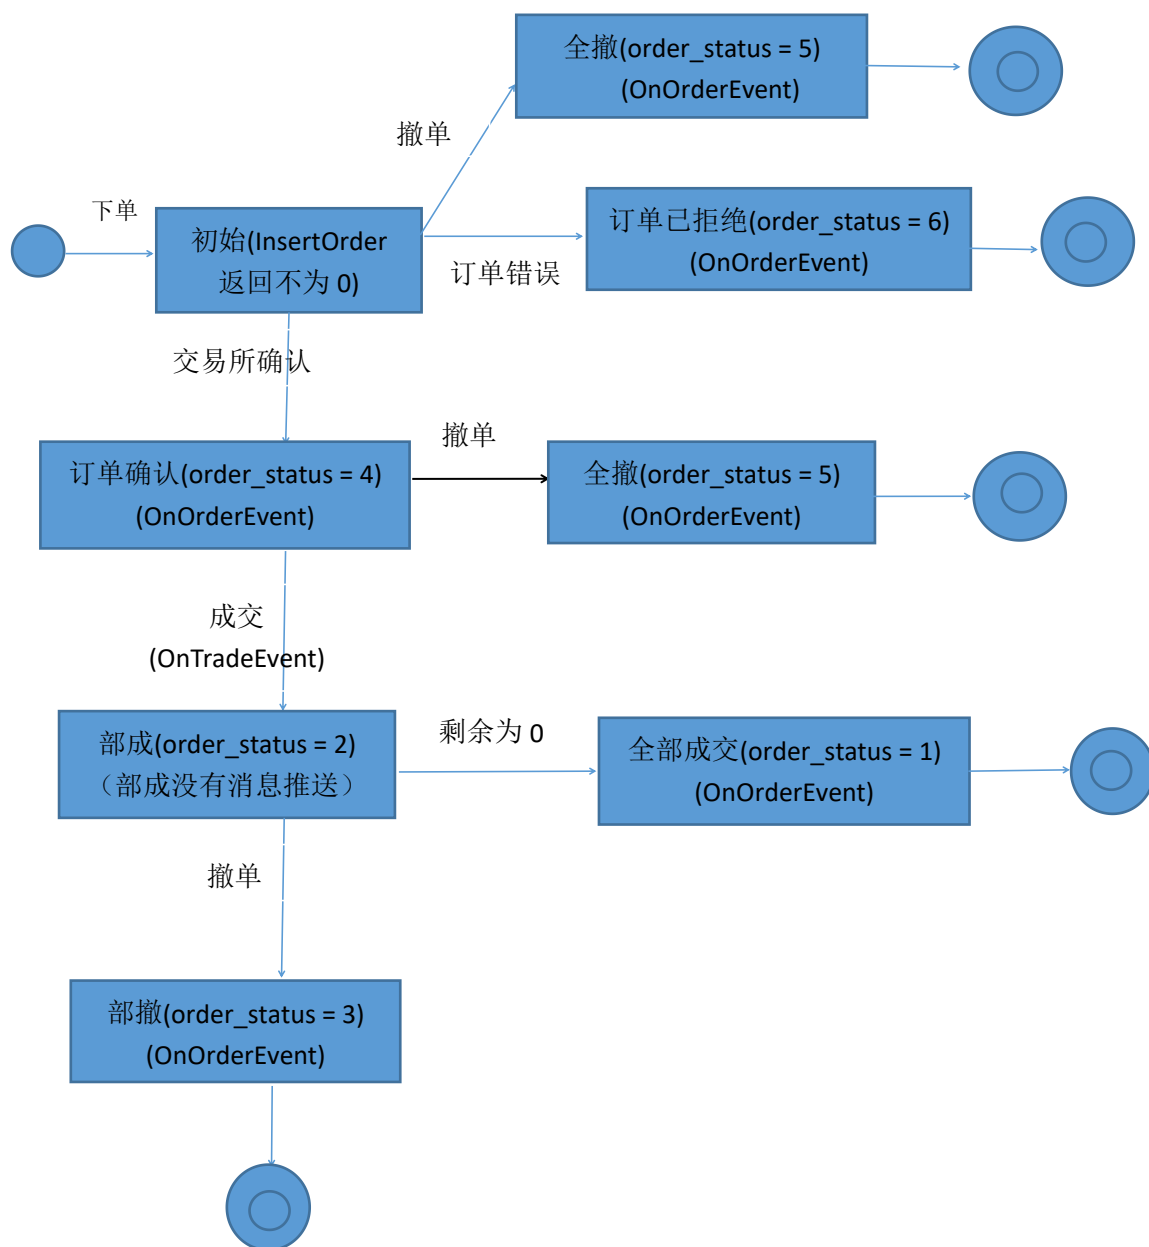 全撤(order_status = 5)
(OnOrderEvent)
撤单
下单
初始(InsertOrder
返回不为 0)
订单已拒绝(order_status = 6)
(OnOrderEvent)
订单错误
交易所确认
订单确认(order_status = 4)
(OnOrderEvent)
撤单
全撤(order_status = 5)
(OnOrderEvent)
成交
(OnTradeEvent)
部成(order_status = 2)
（部成没有消息推送）
剩余为 0
全部成交(order_status = 1)
(OnOrderEvent)
撤单
部撤(order_status = 3)
(OnOrderEvent)